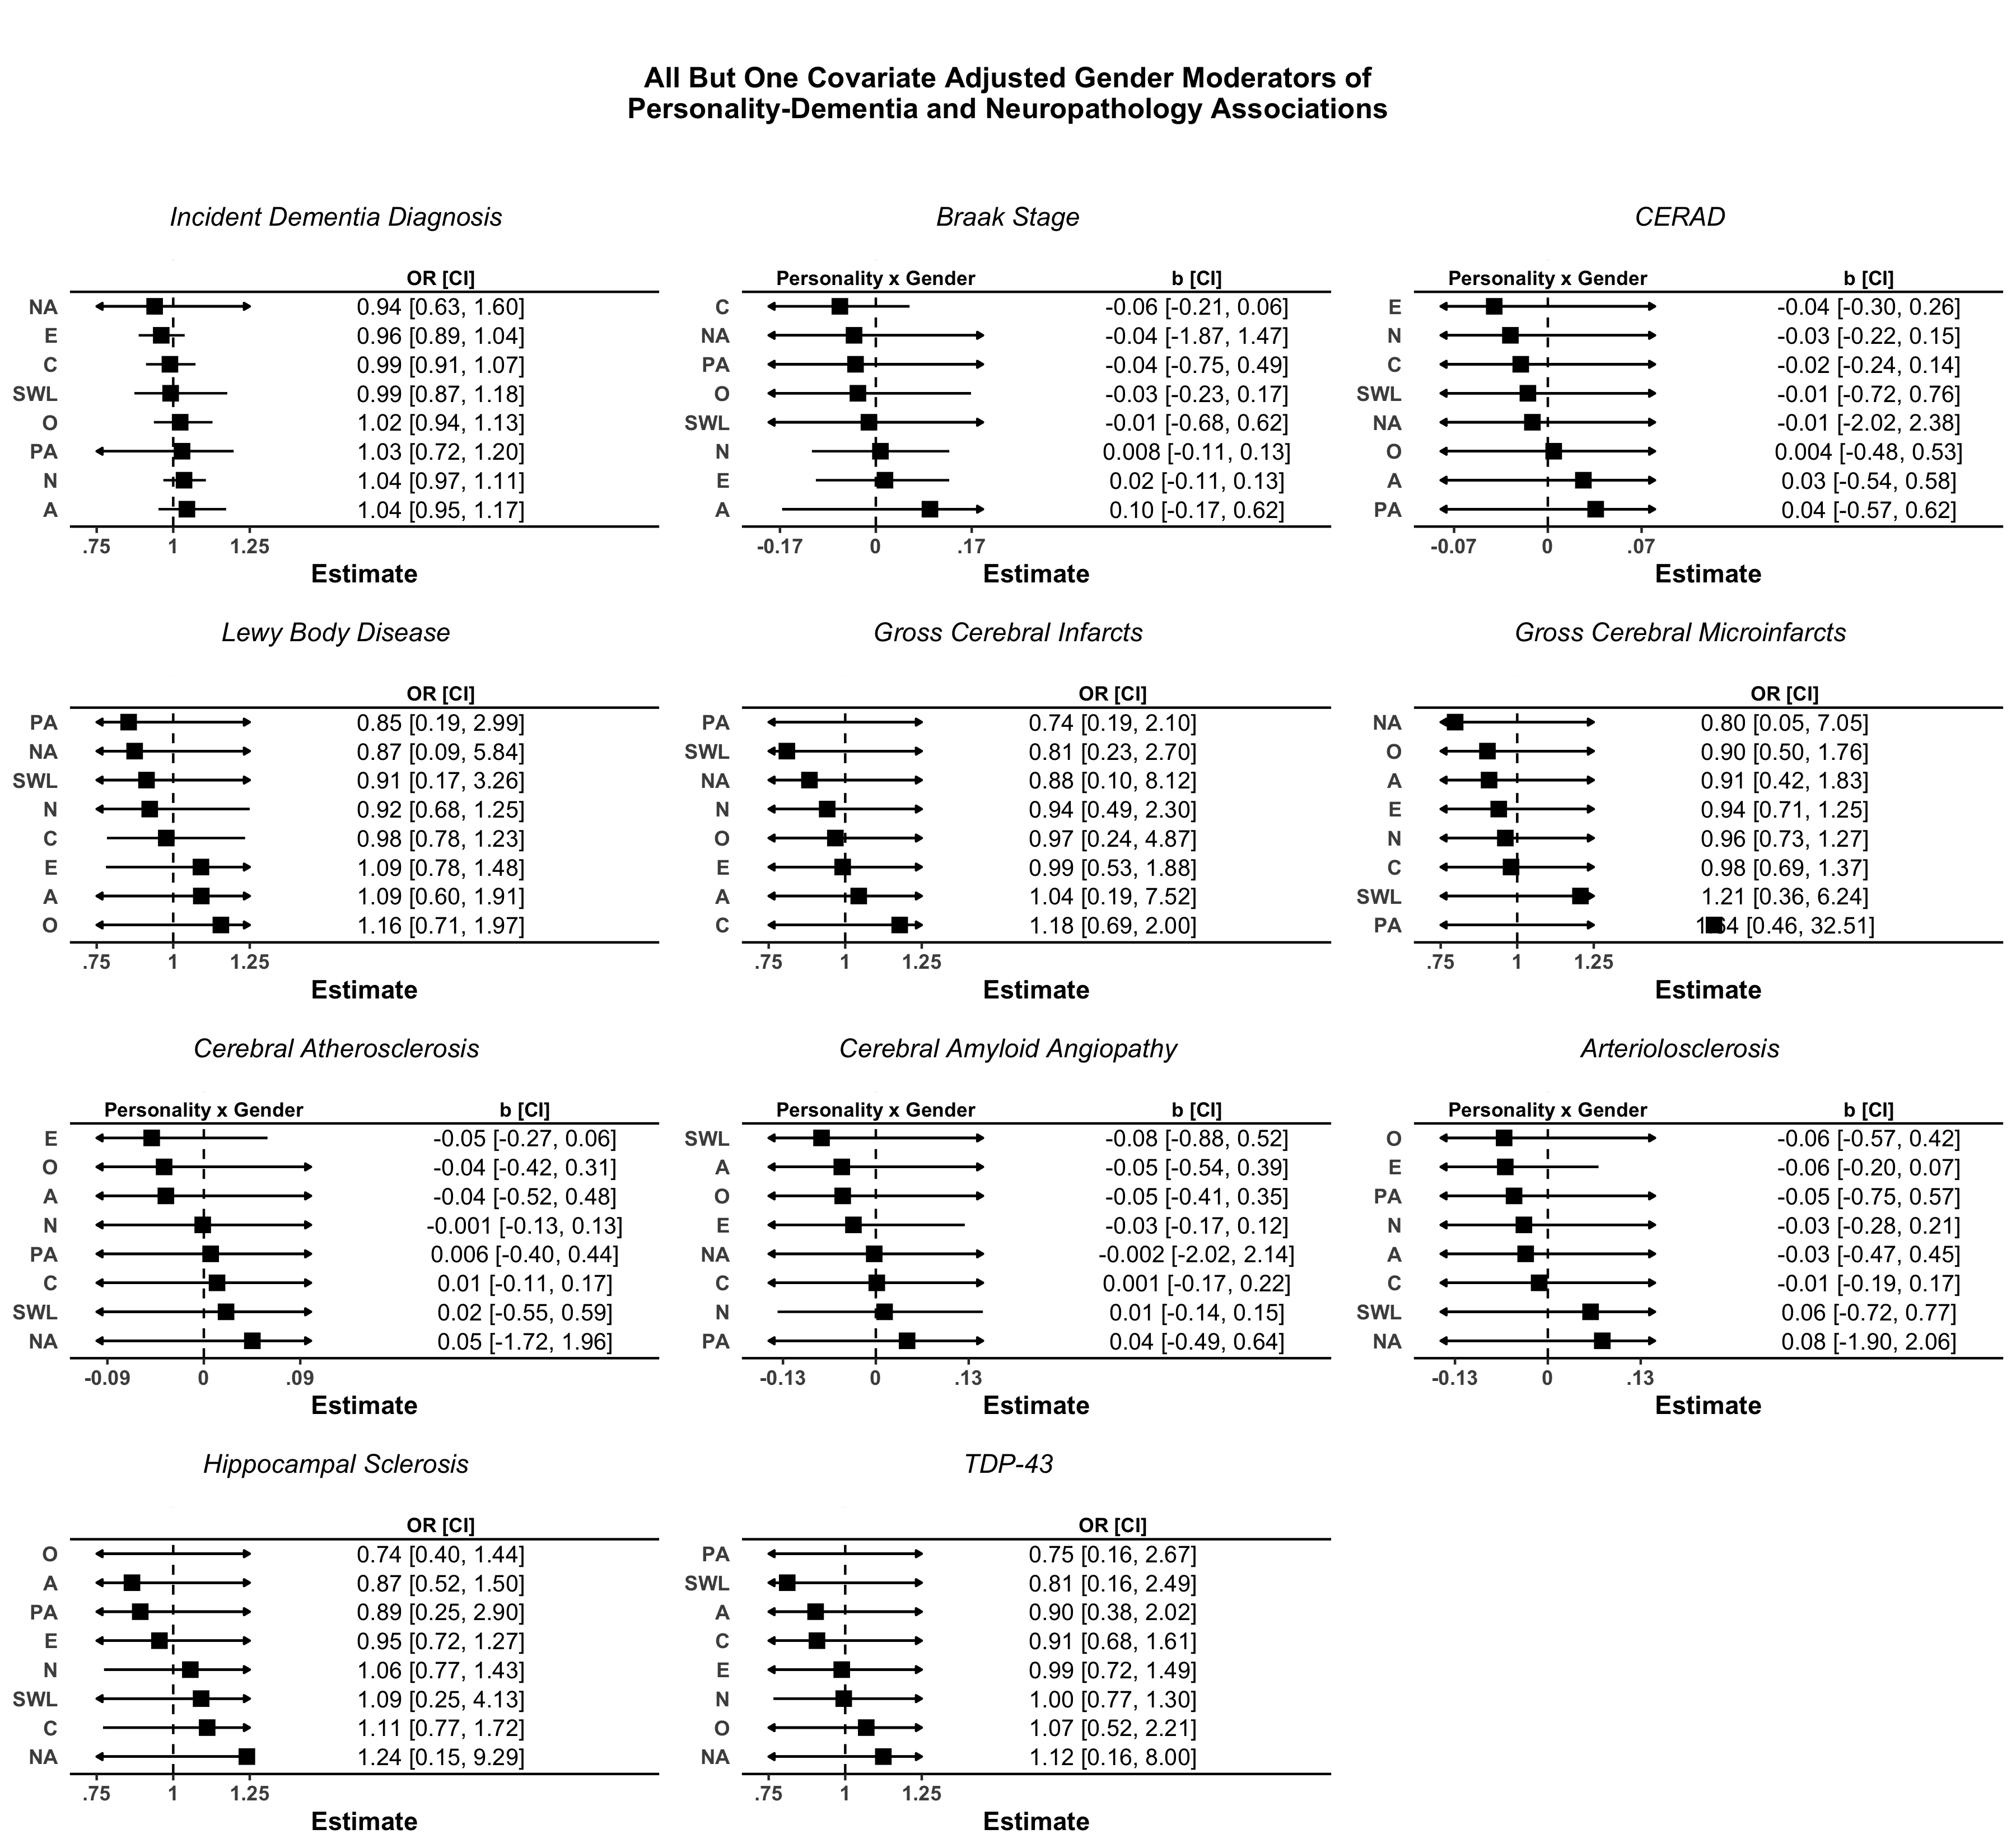 All But One Covariate Adjusted Gender Moderators of
Personality-Dementia and Neuropathology Associations
Incident Dementia Diagnosis
OR [CI]
NA 0.94 [0.63, 1.60]
E 0.96 [0.89, 1.04]
C 0.99 [0.91, 1.07]
SWL 0.99 [0.87, 1.18]
O 1.02 [0.94, 1.13]
PA 1.03 [0.72, 1.20]
N 1.04 [0.97, 1.11]
A 1.04 [0.95, 1.17]
.75 1 1.25
Estimate
Braak Stage
Personality x Gender b [CI]
C -0.06 [-0.21, 0.06]
NA -0.04 [-1.87, 1.47]
PA -0.04 [-0.75, 0.49]
O -0.03 [-0.23, 0.17]
SWL -0.01 [-0.68, 0.62]
N 0.008 [-0.11, 0.13]
E 0.02 [-0.11, 0.13]
A 0.10 [-0.17, 0.62]
-0.17 0 .17
Estimate
CERAD
Personality x Gender b [CI]
E -0.04 [-0.30, 0.26]
N -0.03 [-0.22, 0.15]
C -0.02 [-0.24, 0.14]
SWL -0.01 [-0.72, 0.76]
NA -0.01 [-2.02, 2.38]
O 0.004 [-0.48, 0.53]
A 0.03 [-0.54, 0.58]
PA 0.04 [-0.57, 0.62]
-0.07 0 .07
Estimate
Lewy Body Disease
OR [CI]
PA 0.85 [0.19, 2.99]
NA 0.87 [0.09, 5.84]
SWL 0.91 [0.17, 3.26]
N 0.92 [0.68, 1.25]
C 0.98 [0.78, 1.23]
E 1.09 [0.78, 1.48]
A 1.09 [0.60, 1.91]
O 1.16 [0.71, 1.97]
.75 1 1.25
Estimate
Gross Cerebral Infarcts
OR [CI]
PA 0.74 [0.19, 2.10]
SWL 0.81 [0.23, 2.70]
NA 0.88 [0.10, 8.12]
N 0.94 [0.49, 2.30]
O 0.97 [0.24, 4.87]
E 0.99 [0.53, 1.88]
A 1.04 [0.19, 7.52]
C 1.18 [0.69, 2.00]
.75 1 1.25
Estimate
Gross Cerebral Microinfarcts
OR [CI]
NA 0.80 [0.05, 7.05]
O 0.90 [0.50, 1.76]
A 0.91 [0.42, 1.83]
E 0.94 [0.71, 1.25]
N 0.96 [0.73, 1.27]
C 0.98 [0.69, 1.37]
SWL 1.21 [0.36, 6.24]
PA [0.46, 32.51]
.75 1 1.25
Estimate
Cerebral Atherosclerosis
Personality x Gender b [CI]
E -0.05 [-0.27, 0.06]
O -0.04 [-0.42, 0.31]
A -0.04 [-0.52, 0.48]
N -0.001 [-0.13, 0.13]
PA 0.006 [-0.40, 0.44]
C 0.01 [-0.11, 0.17]
SWL 0.02 [-0.55, 0.59]
NA 0.05 [-1.72, 1.96]
-0.09 0 .09
Estimate
Cerebral Amyloid Angiopathy
Personality x Gender b [CI]
SWL -0.08 [-0.88, 0.52]
A -0.05 [-0.54, 0.39]
O -0.05 [-0.41, 0.35]
E -0.03 [-0.17, 0.12]
NA -0.002 [-2.02, 2.14]
C 0.001 [-0.17, 0.22]
N 0.01 [-0.14, 0.15]
PA 0.04 [-0.49, 0.64]
-0.13 0 .13
Estimate
Arteriolosclerosis
Personality x Gender b [CI]
O -0.06 [-0.57, 0.42]
E -0.06 [-0.20, 0.07]
PA -0.05 [-0.75, 0.57]
N -0.03 [-0.28, 0.21]
A -0.03 [-0.47, 0.45]
C -0.01 [-0.19, 0.17]
SWL 0.06 [-0.72, 0.77]
NA 0.08 [-1.90, 2.06]
-0.13 0 .13
Estimate
Hippocampal Sclerosis
OR [CI]
O 0.74 [0.40, 1.44]
A 0.87 [0.52, 1.50]
PA 0.89 [0.25, 2.90]
E 0.95 [0.72, 1.27]
N 1.06 [0.77, 1.43]
SWL 1.09 [0.25, 4.13]
C 1.11 [0.77, 1.72]
NA 1.24 [0.15, 9.29]
.75 1 1.25
Estimate
TDP-43
OR [CI]
PA 0.75 [0.16, 2.67]
SWL 0.81 [0.16, 2.49]
A 0.90 [0.38, 2.02]
C 0.91 [0.68, 1.61]
E 0.99 [0.72, 1.49]
N 1.00 [0.77, 1.30]
O 1.07 [0.52, 2.21]
NA 1.12 [0.16, 8.00]
.75 1 1.25
Estimate